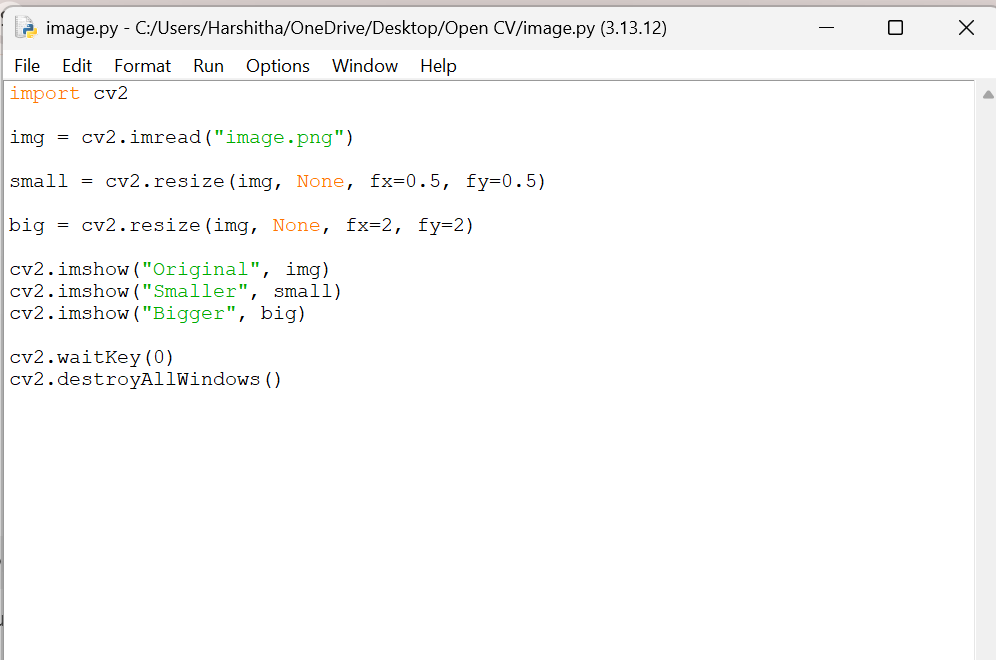 image.py - C:/Users/Harshitha/OneDrive/Desktop/Open CV/image.py (3.13.12)
File Edit Format Run Options Window Help
import cv2
img = cv2.imread("image.png")
small = cv2.resize(img, None, fx=0.5, fy=0.5)
big = cv2.resize(img, None, fx=2, fy=2)
cv2.imshow("Original", img)
cv2.imshow("Smaller", small)
cv2.imshow("Bigger", big)
cv2.waitKey(0)
cv2.destroyAllWindows()